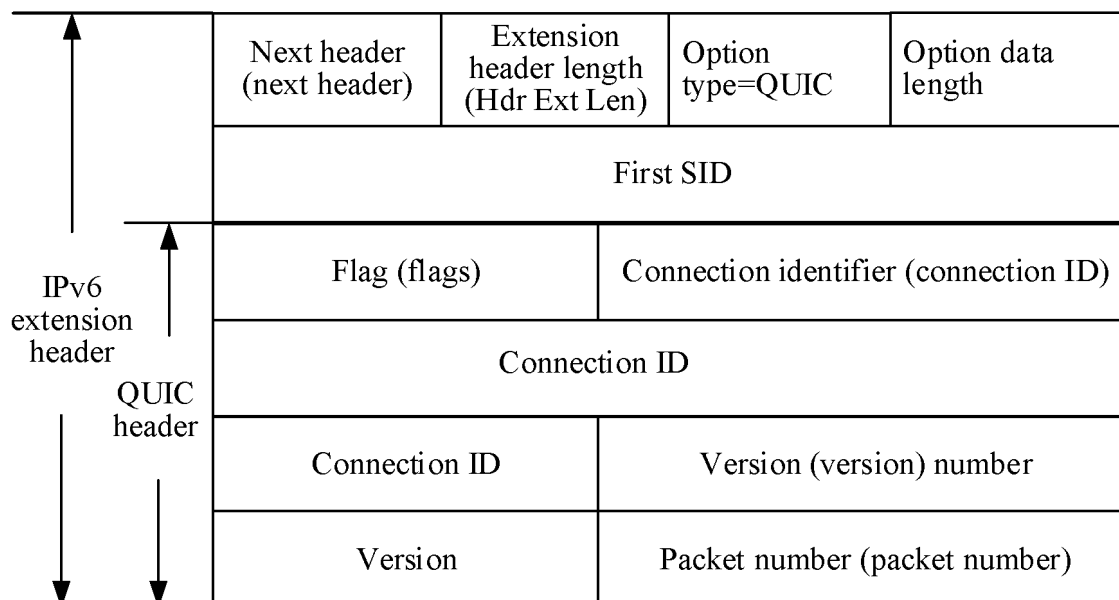 Next header
(next header)
Extension
header length
(Hdr Ext Len)
Option
type=QUIC
Option data
length
First SID
IPv6
extension
header
QUIC
header
Flag (flags)
Connection identifier (connection ID)
Connection ID
Connection ID
Version (version) number
Version
Packet number (packet number)